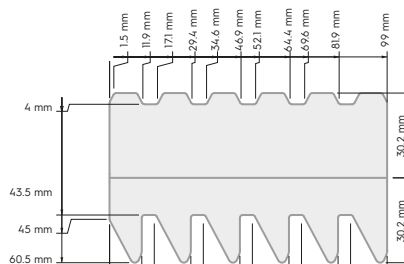 1.5 mm
11.9 mm
17.1 mm
29.4 mm
34.6 mm
46.9 mm
52.1 mm
64.4 mm
69.6 mm
81.9 mm
99 mm
4 mm
30.2 mm
43.5 mm
45 mm
30.2 mm
60.5 mm